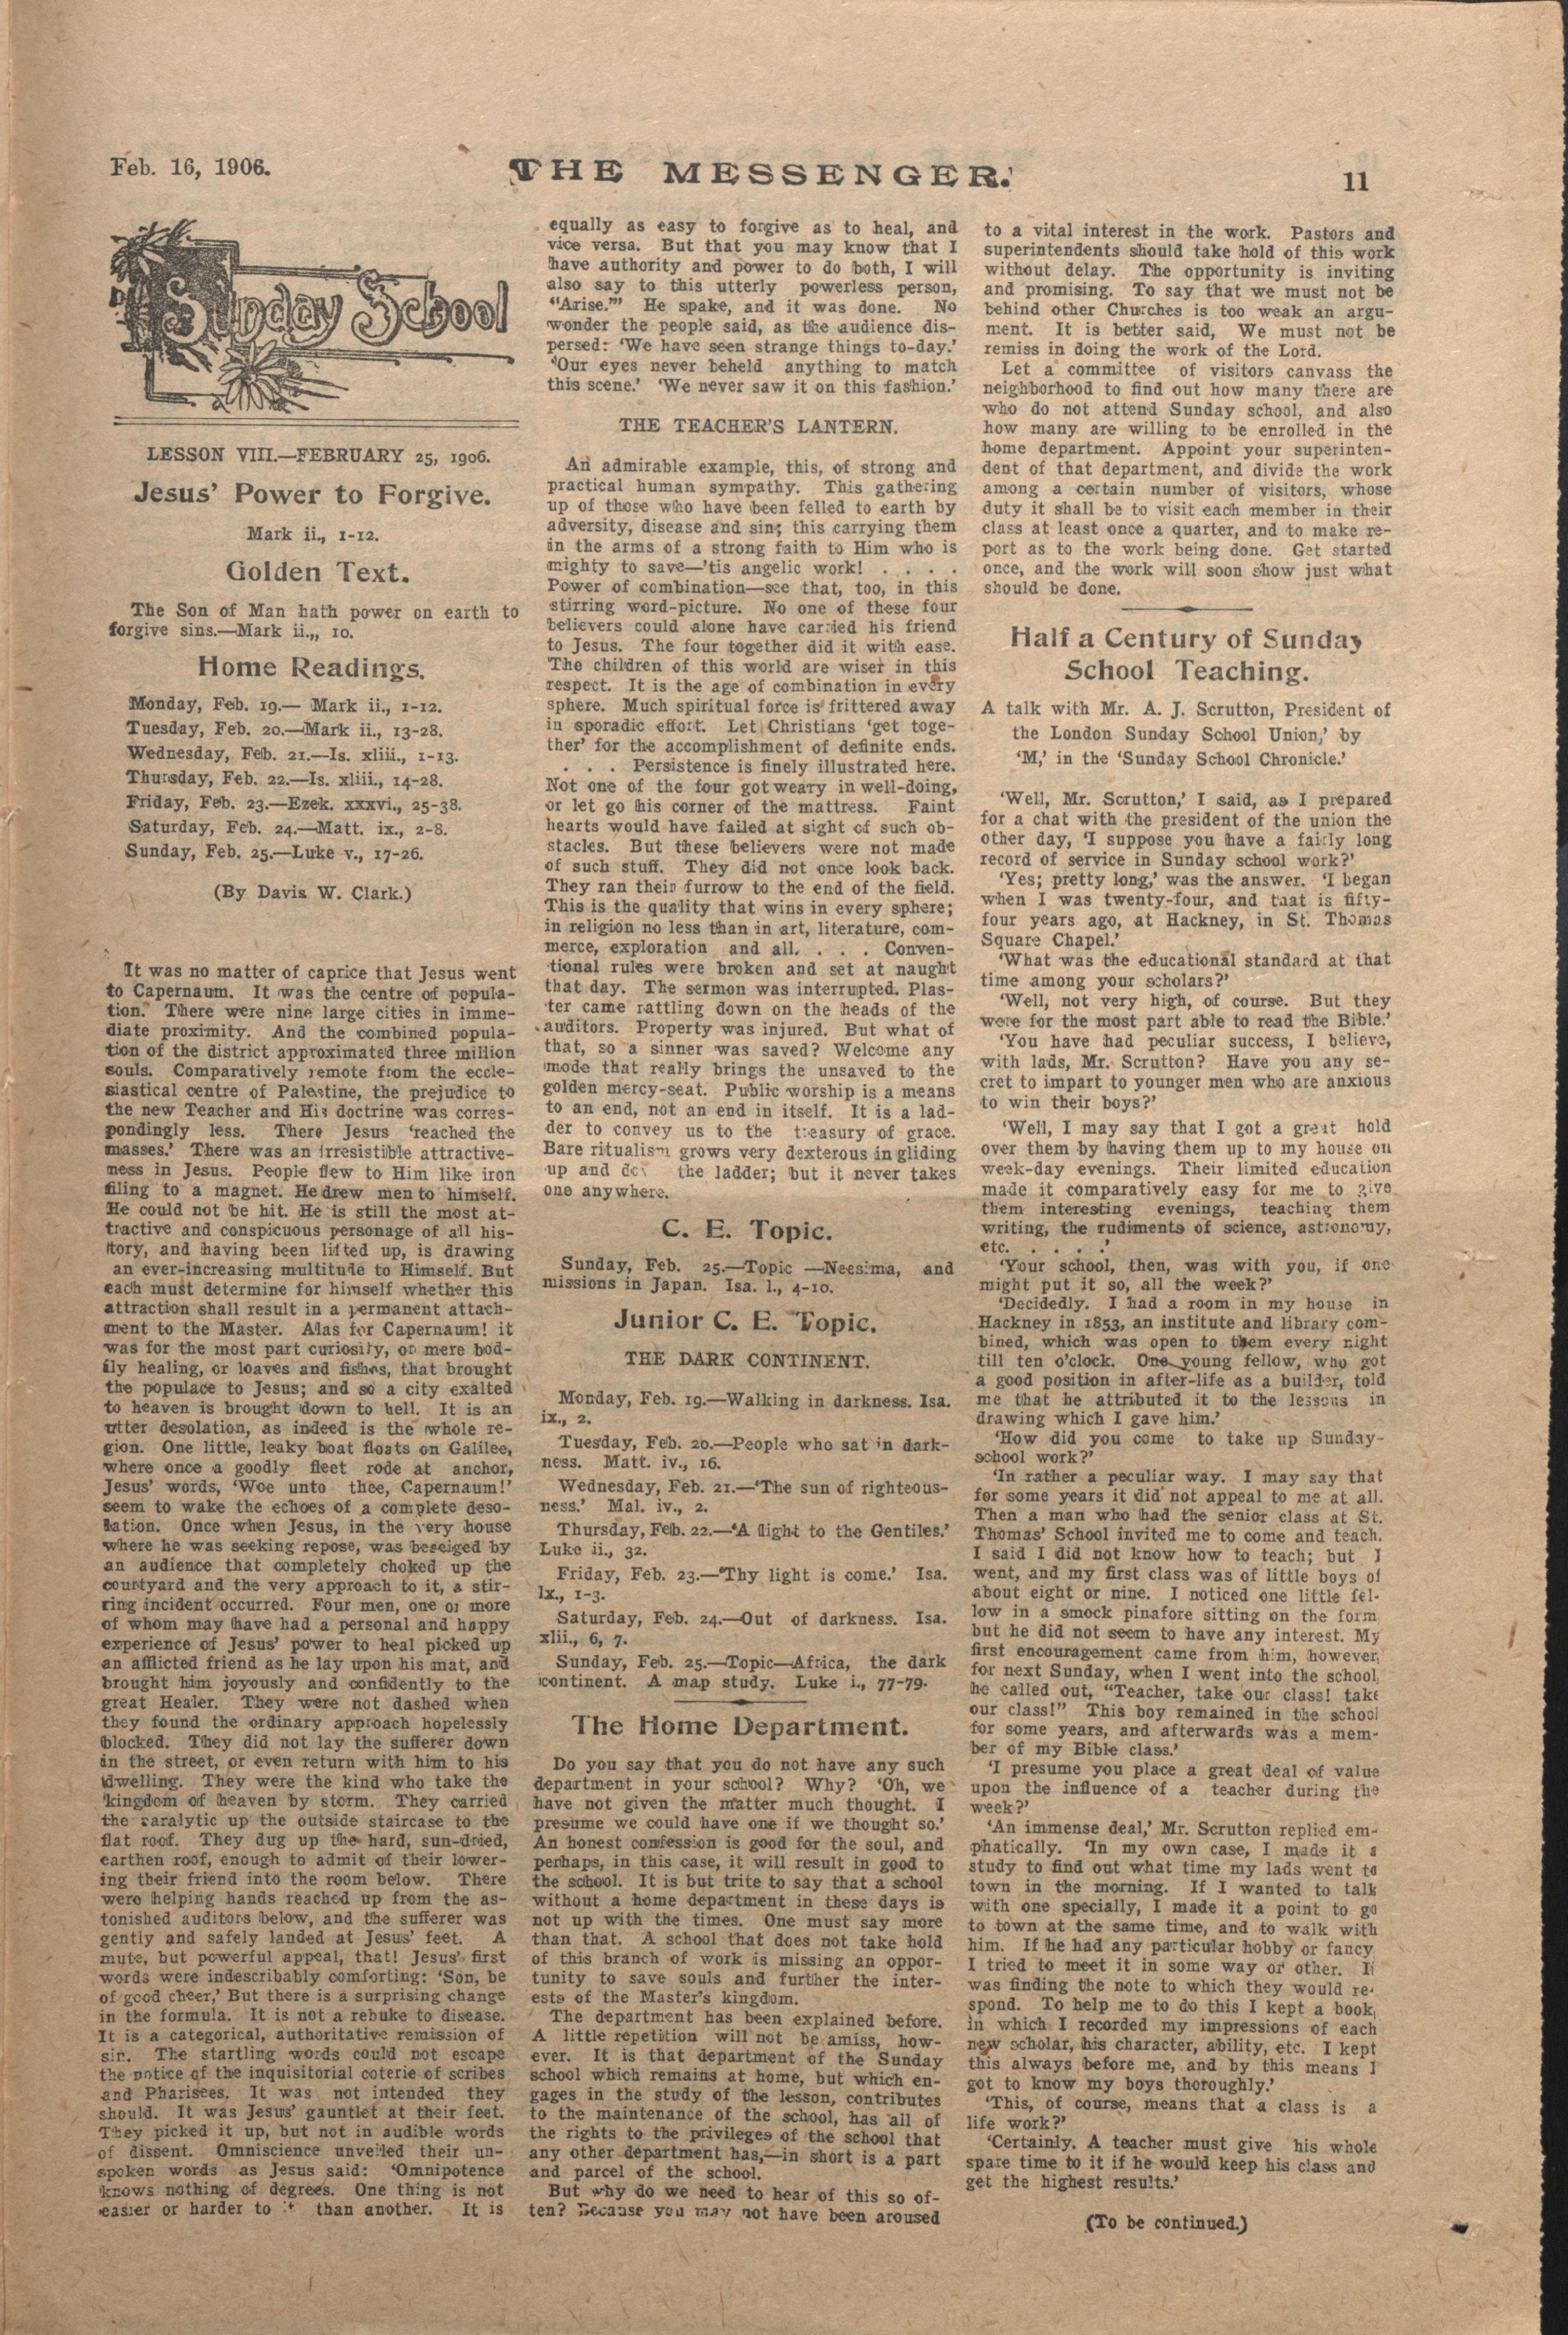 Feb. 16, 1906.
THE MESSENGER.
11
Sunday School
LESSON VIII.—FEBRUARY 25, 1906.
Jesus' Power to Forgive.
Mark ii., 1-12.
Golden Text.
The Son of Man hath power on earth to
forgive sins.—Mark ii.,, 10.
Home Readings.
Monday, Feb. 19.— Mark ii., 1-12.
Tuesday, Feb. 20.—Mark ii., 13-28.
Wednesday, Feb. 21.—Is. xliii., 1-13.
Thursday, Feb. 22.—Is. xliii., 14-28.
Friday, Feb. 23.—Ezek. xxxvi., 25-38.
Saturday, Feb. 24.—Matt. ix., 2-8.
Sunday, Feb. 25.—Luke v., 17-26.
(By Davis W. Clark.)
It was no matter of caprice that Jesus went
to Capernaum. It was the centre of popula-
tion. There were nine large cities in imme-
diate proximity. And the combined popula-
tion of the district approximated three million
souls. Comparatively remote from the eccle-
siastical centre of Palestine, the prejudice to
the new Teacher and His doctrine was corres-
pondingly less. There Jesus 'reached the
masses.' There was an irresistible attractive-
ness in Jesus. People flew to Him like iron
filing to a magnet. He drew men to himself.
He could not be hit. He is still the most at-
tractive and conspicuous personage of all his-
tory, and having been lifted up, is drawing
an ever-increasing multitude to Himself. But
each must determine for himself whether this
attraction shall result in a permanent attach-
ment to the Master. Alas for Capernaum! it
was for the most part curiosity, or mere bod-
ily healing, or loaves and fishes, that brought
the populace to Jesus; and so a city exalted
to heaven is brought down to hell. It is an
utter desolation, as indeed is the whole re-
gion. One little, leaky boat floats on Galilee,
where once a goodly fleet rode at anchor,
Jesus' words, 'Woe unto thee, Capernaum!'
seem to wake the echoes of a complete deso-
lation. Once when Jesus, in the very house
where he was seeking repose, was beseiged by
an audience that completely choked up the
courtyard and the very approach to it, a stir-
ring incident occurred. Four men, one or more
of whom may have had a personal and happy
experience of Jesus' power to heal picked up
an afflicted friend as he lay upon his mat, and
brought him joyously and confidently to the
great Healer. They were not dashed when
they found the ordinary approach hopelessly
blocked. They did not lay the sufferer down
in the street, or even return with him to his
dwelling. They were the kind who take the
kingdom of heaven by storm. They carried
the paralytic up the outside staircase to the
flat roof. They dug up the hard, sun-dried,
earthen roof, enough to admit of their lower-
ing their friend into the room below. There
were helping hands reached up from the as-
tonished auditors below, and the sufferer was
gently and safely landed at Jesus' feet. A
mute, but powerful appeal, that! Jesus' first
words were indescribably comforting: 'Son, be
of good cheer,' But there is a surprising change
in the formula. It is not a rebuke to disease.
It is a categorical, authoritative remission of
sin. The startling words could not escape
the notice of the inquisitorial coterie of scribes
and Pharisees. It was not intended they
should. It was Jesus' gauntlet at their feet.
They picked it up, but not in audible words
of dissent. Omniscience unveiled their un-
spoken words as Jesus said: 'Omnipotence
knows nothing of degrees. One thing is not
easier or harder to it than another. It is
equally as easy to forgive as to heal, and
vice versa. But that you may know that I
have authority and power to do both, I will
also say to this utterly powerless person,
"Arise."' He spake, and it was done. No
wonder the people said, as the audience dis-
persed: 'We have seen strange things to-day.'
'Our eyes never beheld anything to match
this scene.' 'We never saw it on this fashion.'
THE TEACHER'S LANTERN.
An admirable example, this, of strong and
practical human sympathy. This gathering
up of those who have been felled to earth by
adversity, disease and sin; this carrying them
in the arms of a strong faith to Him who is
mighty to save—'tis angelic work! . . . .
Power of combination—see that, too, in this
stirring word-picture. No one of these four
believers could alone have carried his friend
to Jesus. The four together did it with ease.
The children of this world are wiser in this
respect. It is the age of combination in every
sphere. Much spiritual force is frittered away
in sporadic effort. Let Christians 'get toge-
ther' for the accomplishment of definite ends.
. . . Persistence is finely illustrated here.
Not one of the four got weary in well-doing,
or let go his corner of the mattress. Faint
hearts would have failed at sight of such ob-
stacles. But these believers were not made
of such stuff. They did not once look back.
They ran their furrow to the end of the field.
This is the quality that wins in every sphere;
in religion no less than in art, literature, com-
merce, exploration and all. . . . Conven-
tional rules were broken and set at naught
that day. The sermon was interrupted. Plas-
ter came rattling down on the heads of the
auditors. Property was injured. But what of
that, so a sinner was saved? Welcome any
mode that really brings the unsaved to the
golden mercy-seat. Public worship is a means
to an end, not an end in itself. It is a lad-
der to convey us to the treasury of grace.
Bare ritualism grows very dexterous in gliding
up and the ladder; but it never takes
one anywhere.
C. E. Topic.
Sunday, Feb. 25.—Topic —Neesima, and
missions in Japan. Isa. l., 4-10.
Junior C. E. Topic.
THE DARK CONTINENT.
Monday, Feb. 19.—Walking in darkness. Isa.
ix., 2.
Tuesday, Feb. 20.—People who sat in dark-
ness. Matt. iv., 16.
Wednesday, Feb. 21.—'The sun of righteous-
ness.' Mal. iv., 2.
Thursday, Feb. 22.—'A light to the Gentiles.'
Luke ii., 32.
Friday, Feb. 23.—'Thy light is come.' Isa.
lx., 1-3.
Saturday, Feb. 24.—Out of darkness. Isa.
xlii., 6, 7.
Sunday, Feb. 25.—Topic—Africa, the dark
continent. A map study. Luke i., 77-79.
The Home Department.
Do you say that you do not have any such
department in your school? Why? 'Oh, we
have not given the matter much thought. I
presume we could have one if we thought so.'
An honest confession is good for the soul, and
perhaps, in this case, it will result in good to
the school. It is but trite to say that a school
without a home department in these days is
not up with the times. One must say more
than that. A school that does not take hold
of this branch of work is missing an oppor-
tunity to save souls and further the inter-
ests of the Master's kingdom.
The department has been explained before.
A little repetition will not be amiss, how-
ever. It is that department of the Sunday
school which remains at home, but which en-
gages in the study of the lesson, contributes
to the maintenance of the school, has all of
the rights to the privileges of the school that
any other department has,—in short is a part
and parcel of the school.
But why do we need to hear of this so of-
ten? Because you may not have been aroused
to a vital interest in the work. Pastors and
superintendents should take hold of this work
without delay. The opportunity is inviting
and promising. To say that we must not be
behind other Churches is too weak an argu-
ment. It is better said, We must not be
remiss in doing the work of the Lord.
Let a committee of visitors canvass the
neighborhood to find out how many there are
who do not attend Sunday school, and also
how many are willing to be enrolled in the
home department. Appoint your superinten-
dent of that department, and divide the work
among a certain number of visitors, whose
duty it shall be to visit each member in their
class at least once a quarter, and to make re-
port as to the work being done. Get started
once, and the work will soon show just what
should be done.
Half a Century of Sunday
School Teaching.
A talk with Mr. A. J. Scrutton, President of
the London Sunday School Union,' by
'M,' in the 'Sunday School Chronicle.'
'Well, Mr. Scrutton,' I said, as I prepared
for a chat with the president of the union the
other day, 'I suppose you have a fairly long
record of service in Sunday school work?'
'Yes; pretty long,' was the answer. 'I began
when I was twenty-four, and that is fifty-
four years ago, at Hackney, in St. Thomas
Square Chapel.'
'What was the educational standard at that
time among your scholars?'
'Well, not very high, of course. But they
were for the most part able to read the Bible.'
'You have had peculiar success, I believe,
with lads, Mr. Scrutton? Have you any se-
cret to impart to younger men who are anxious
to win their boys?'
'Well, I may say that I got a great hold
over them by having them up to my house on
week-day evenings. Their limited education
made it comparatively easy for me to give
them interesting evenings, teaching them
writing, the rudiments of science, astronomy,
etc. . . . .'
'Your school, then, was with you, if one
might put it so, all the week?'
'Decidedly. I had a room in my house in
Hackney in 1853, an institute and library com-
bined, which was open to them every night
till ten o'clock. One young fellow, who got
a good position in after-life as a builder, told
me that he attributed it to the lessons in
drawing which I gave him.'
'How did you come to take up Sunday-
school work?'
'In rather a peculiar way. I may say that
for some years it did not appeal to me at all.
Then a man who had the senior class at St.
Thomas' School invited me to come and teach.
I said I did not know how to teach; but I
went, and my first class was of little boys of
about eight or nine. I noticed one little fel-
low in a smock pinafore sitting on the form
but he did not seem to have any interest. My
first encouragement came from him, however,
for next Sunday, when I went into the school,
he called out, "Teacher, take our class! take
our class!" This boy remained in the school
for some years, and afterwards was a mem-
ber of my Bible class.'
'I presume you place a great deal of value
upon the influence of a teacher during the
week?'
'An immense deal,' Mr. Scrutton replied em-
phatically. 'In my own case, I made it a
study to find out what time my lads went to
town in the morning. If I wanted to talk
with one specially, I made it a point to go
to town at the same time, and to walk with
him. If he had any particular hobby or fancy
I tried to meet it in some way or other. It
was finding the note to which they would re-
spond. To help me to do this I kept a book,
in which I recorded my impressions of each
new scholar, his character, ability, etc. I kept
this always before me, and by this means I
got to know my boys thoroughly.'
'This, of course, means that a class is a
life work?'
'Certainly. A teacher must give his whole
spare time to it if he would keep his class and
get the highest results.'
(To be continued.)